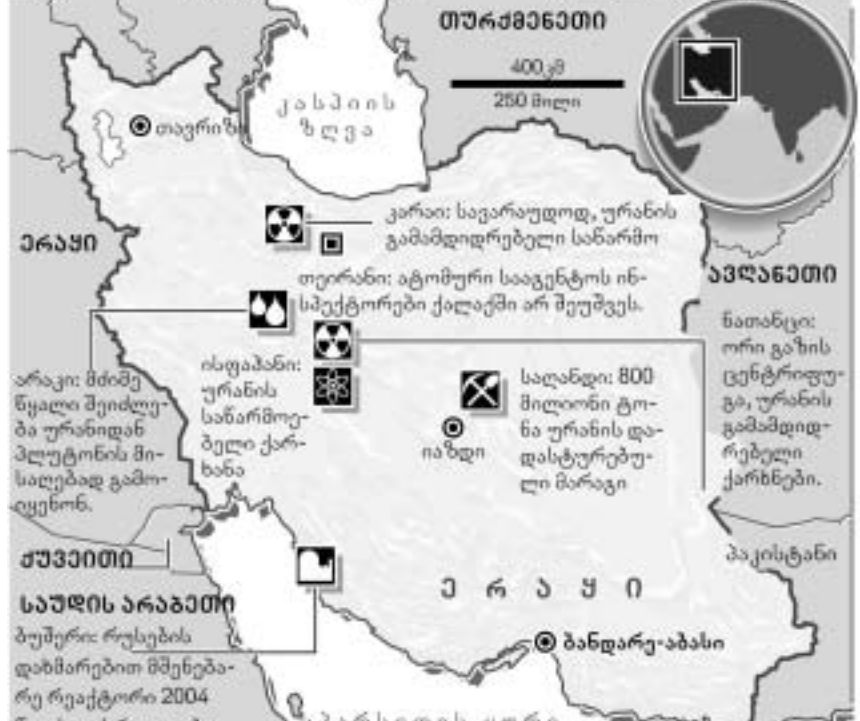 თურქმენეთი
400 კმ
250 მილი
კასპიის
ზღვა
თავრიზი
ერაყი
კარაი: სავარაუდოდ, ურანის
გამამდიდრებელი საწარმო
თეირანი: ატომური სააგენტოს ინ-
სპექტორები ქალაქში არ შეუშვეს.
ავღანეთი
ნათანცი:
ორი გაზის
ცენტრიფუ-
გა, ურანის
გამამდიდ-
რებელი
ქარხნები.
არაკი: მძიმე
წყალი შეიძლე-
ბა ურანიდან
პლუტონის მი-
საღებად გამო-
იყენონ.
ისფაჰანი:
ურანის
საწარმოე-
ბელი ქარ-
ხანა
საღანდი: 800
მილიონი ტო-
ნა ურანის და-
დასტურებუ-
ლი მარაგი
იაზდი
პაკისტანი
ქუვეითი
საუდის არაბეთი
ერაყი
ბუშერი: რუსების
დახმარებით მშენება-
რე რეაქტორი 2004
ბანდარე-აბასი